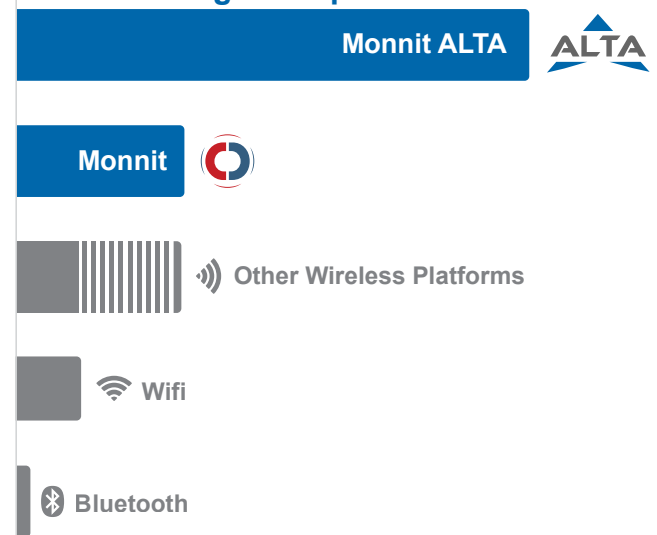 Monnit ALTA
ALTA
Monnit
Other Wireless Platforms
Wifi
Bluetooth